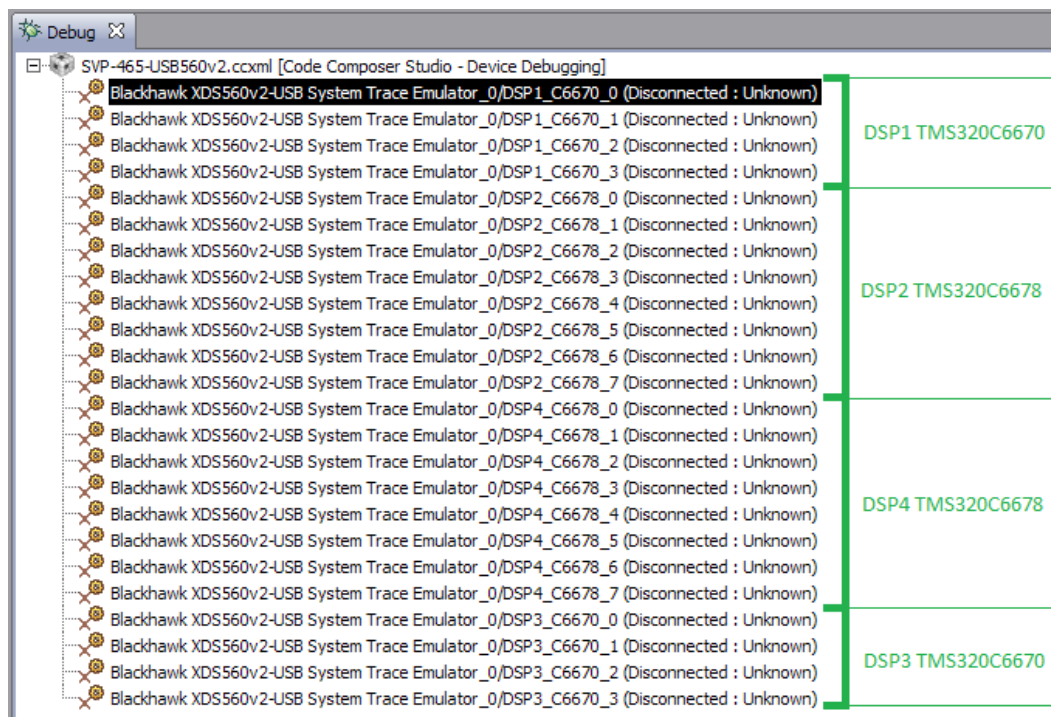 Debug
SVP-465-USB560v2.ccxml [Code Composer Studio - Device Debugging]
Blackhawk XDS560v2-USB System Trace Emulator_0/DSP1_C6670_0 (Disconnected : Unknown)
Blackhawk XDS560v2-USB System Trace Emulator_0/DSP1_C6670_1 (Disconnected : Unknown)
Blackhawk XDS560v2-USB System Trace Emulator_0/DSP1_C6670_2 (Disconnected : Unknown)
Blackhawk XDS560v2-USB System Trace Emulator_0/DSP1_C6670_3 (Disconnected : Unknown)
DSP1 TMS320C6670
Blackhawk XDS560v2-USB System Trace Emulator_0/DSP2_C6678_0 (Disconnected : Unknown)
Blackhawk XDS560v2-USB System Trace Emulator_0/DSP2_C6678_1 (Disconnected : Unknown)
Blackhawk XDS560v2-USB System Trace Emulator_0/DSP2_C6678_2 (Disconnected : Unknown)
Blackhawk XDS560v2-USB System Trace Emulator_0/DSP2_C6678_3 (Disconnected : Unknown)
Blackhawk XDS560v2-USB System Trace Emulator_0/DSP2_C6678_4 (Disconnected : Unknown)
Blackhawk XDS560v2-USB System Trace Emulator_0/DSP2_C6678_5 (Disconnected : Unknown)
Blackhawk XDS560v2-USB System Trace Emulator_0/DSP2_C6678_6 (Disconnected : Unknown)
Blackhawk XDS560v2-USB System Trace Emulator_0/DSP2_C6678_7 (Disconnected : Unknown)
DSP2 TMS320C6678
Blackhawk XDS560v2-USB System Trace Emulator_0/DSP4_C6678_0 (Disconnected : Unknown)
Blackhawk XDS560v2-USB System Trace Emulator_0/DSP4_C6678_1 (Disconnected : Unknown)
Blackhawk XDS560v2-USB System Trace Emulator_0/DSP4_C6678_2 (Disconnected : Unknown)
Blackhawk XDS560v2-USB System Trace Emulator_0/DSP4_C6678_3 (Disconnected : Unknown)
Blackhawk XDS560v2-USB System Trace Emulator_0/DSP4_C6678_4 (Disconnected : Unknown)
Blackhawk XDS560v2-USB System Trace Emulator_0/DSP4_C6678_5 (Disconnected : Unknown)
Blackhawk XDS560v2-USB System Trace Emulator_0/DSP4_C6678_6 (Disconnected : Unknown)
Blackhawk XDS560v2-USB System Trace Emulator_0/DSP4_C6678_7 (Disconnected : Unknown)
DSP4 TMS320C6678
Blackhawk XDS560v2-USB System Trace Emulator_0/DSP3_C6670_0 (Disconnected : Unknown)
Blackhawk XDS560v2-USB System Trace Emulator_0/DSP3_C6670_1 (Disconnected : Unknown)
Blackhawk XDS560v2-USB System Trace Emulator_0/DSP3_C6670_2 (Disconnected : Unknown)
Blackhawk XDS560v2-USB System Trace Emulator_0/DSP3_C6670_3 (Disconnected : Unknown)
DSP3 TMS320C6670